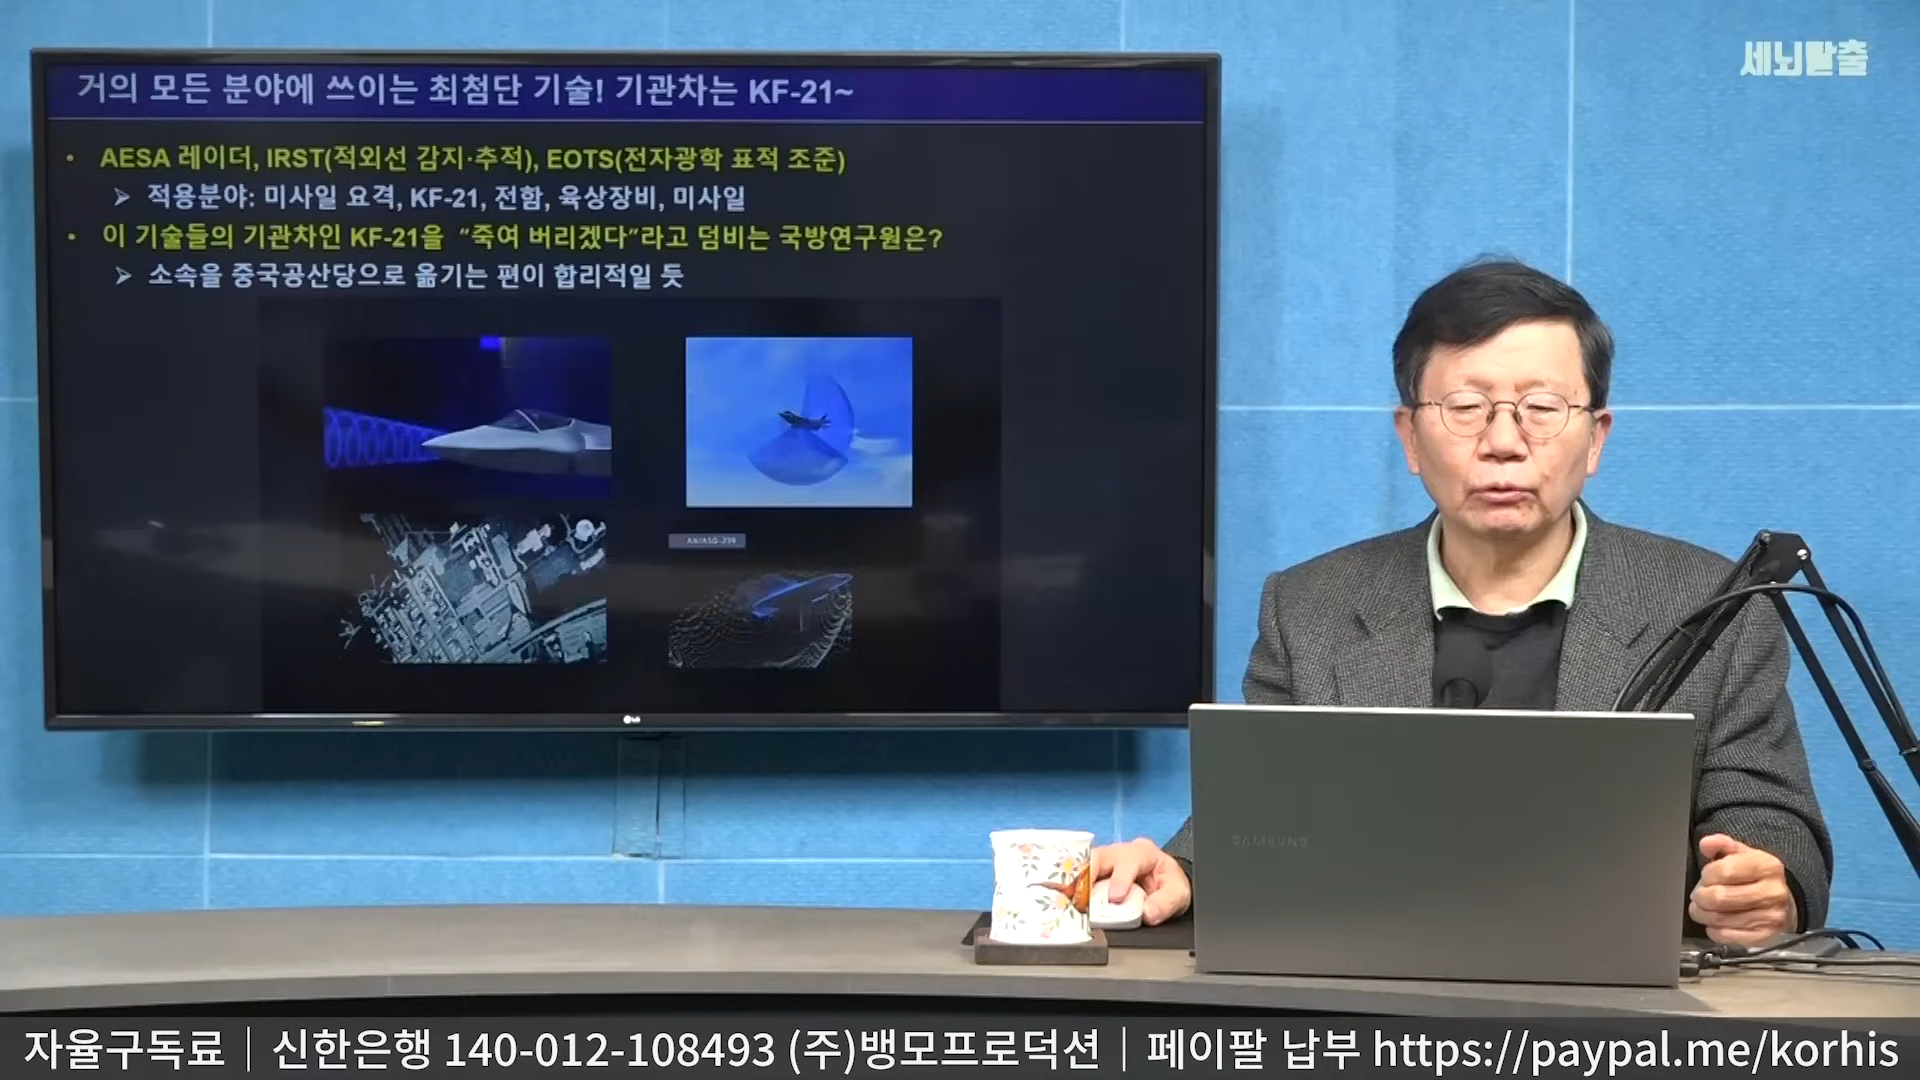 세뇌탈출
거의 모든 분야에 쓰이는 최첨단 기술! 기관차는 KF-21~
• AESA 레이더, IRST(적외선 감지·추적), EOTS(전자광학 표적 조준)
➢ 적용분야: 미사일 요격, KF-21, 전함, 육상장비, 미사일
• 이 기술들의 기관차인 KF-21을 “죽여 버리겠다”라고 덤비는 국방연구원은?
➢ 소속을 중국공산당으로 옮기는 편이 합리적일 듯
AN/ASQ-239
LG
SAMSUNG
자율구독료｜신한은행 140-012-108493 (주)뱅모프로덕션｜페이팔 납부 https://paypal.me/korhis